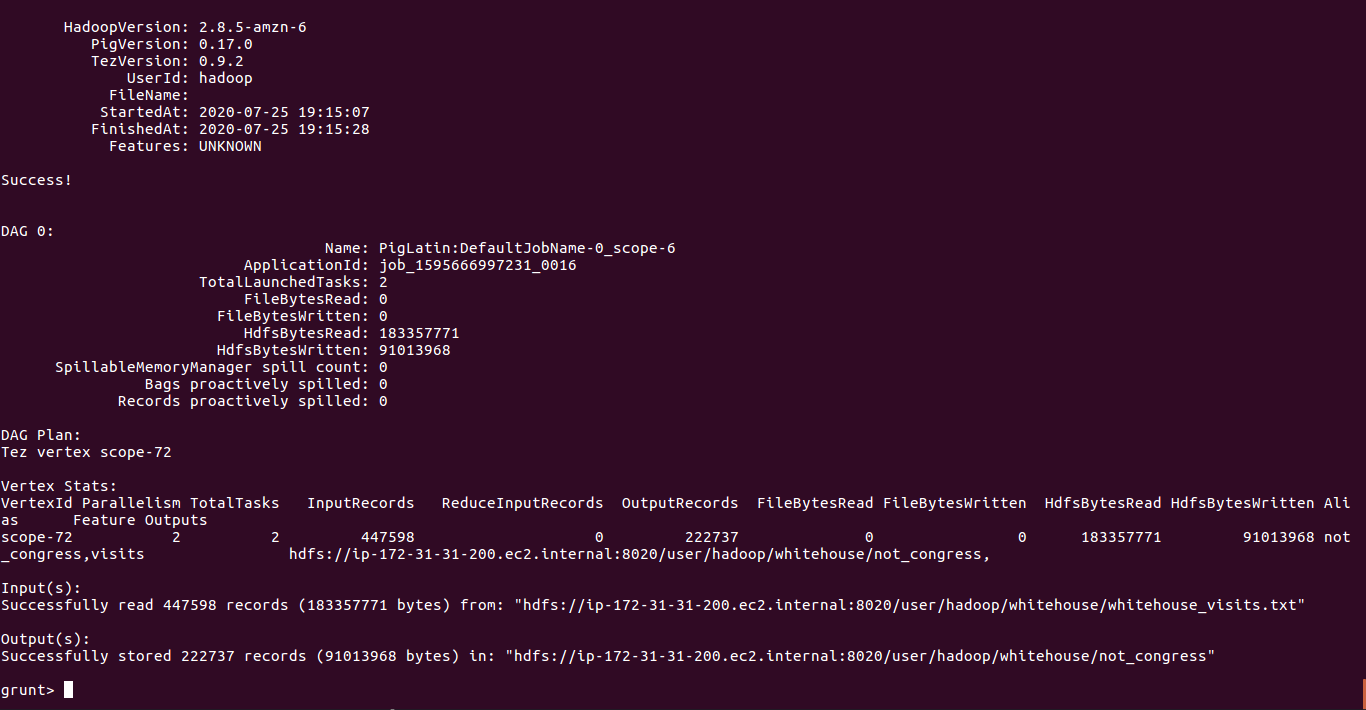 HadoopVersion: 2.8.5-amzn-6
PigVersion: 0.17.0
TezVersion: 0.9.2
UserId: hadoop
FileName:
StartedAt: 2020-07-25 19:15:07
FinishedAt: 2020-07-25 19:15:28
Features: UNKNOWN
Success!
DAG 0:
Name: PigLatin:DefaultJobName-0_scope-6
ApplicationId: job_1595666997231_0016
TotalLaunchedTasks: 2
FileBytesRead: 0
FileBytesWritten: 0
HdfsBytesRead: 183357771
HdfsBytesWritten: 91013968
SpillableMemoryManager spill count: 0
Bags proactively spilled: 0
Records proactively spilled: 0
DAG Plan:
Tez vertex scope-72
Vertex Stats:
VertexId Parallelism TotalTasks   InputRecords   ReduceInputRecords  OutputRecords  FileBytesRead FileBytesWritten  HdfsBytesRead HdfsBytesWritten Ali
as      Feature Outputs
scope-72           2          2         447598                    0         222737              0                0      183357771         91013968 not
_congress,visits                hdfs://ip-172-31-31-200.ec2.internal:8020/user/hadoop/whitehouse/not_congress,
Input(s):
Successfully read 447598 records (183357771 bytes) from: "hdfs://ip-172-31-31-200.ec2.internal:8020/user/hadoop/whitehouse/whitehouse_visits.txt"
Output(s):
Successfully stored 222737 records (91013968 bytes) in: "hdfs://ip-172-31-31-200.ec2.internal:8020/user/hadoop/whitehouse/not_congress"
grunt>